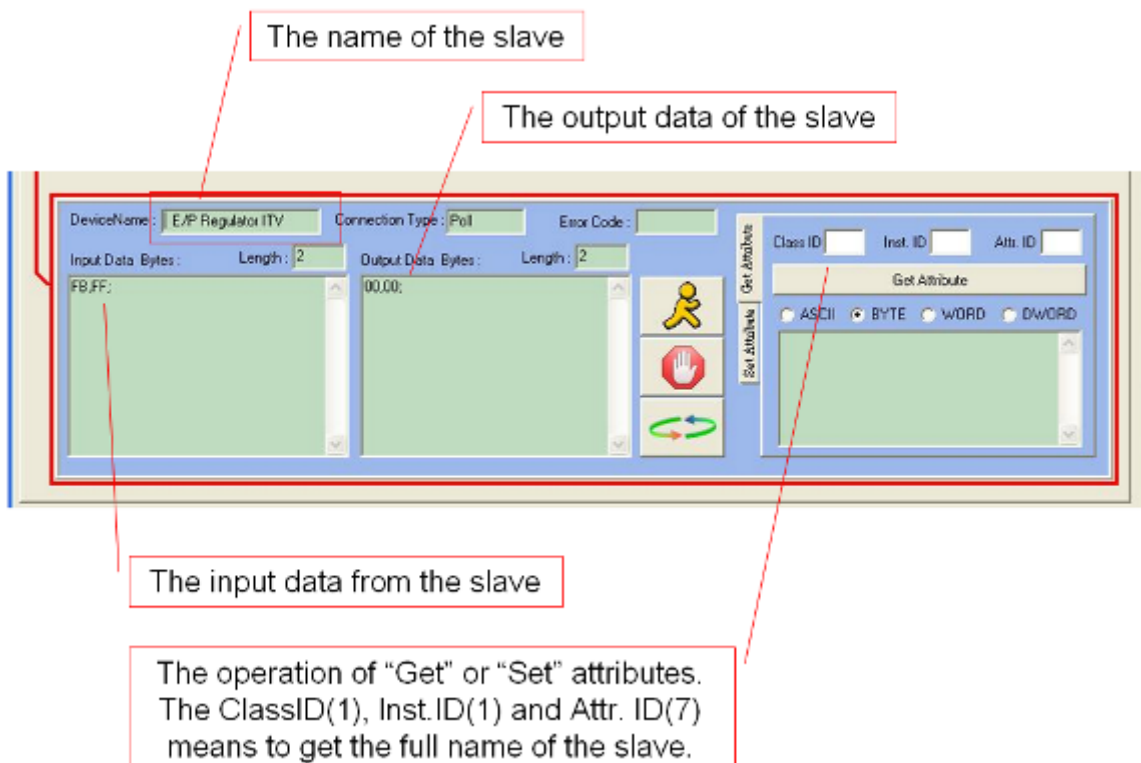 The name of the slave
The output data of the slave
DeviceName : E/P Regulator ITV Connection Type : Poll Error Code :
Input Data Bytes : Length : 2 Output Data Bytes : Length : 2
FB,FF;
00,00;
Get Attribute
Set Attribute
Class ID Inst. ID Attr. ID
Get Attribute
ASCII BYTE WORD DWORD
The input data from the slave
The operation of “Get” or “Set” attributes.
The ClassID(1), Inst.ID(1) and Attr. ID(7)
means to get the full name of the slave.